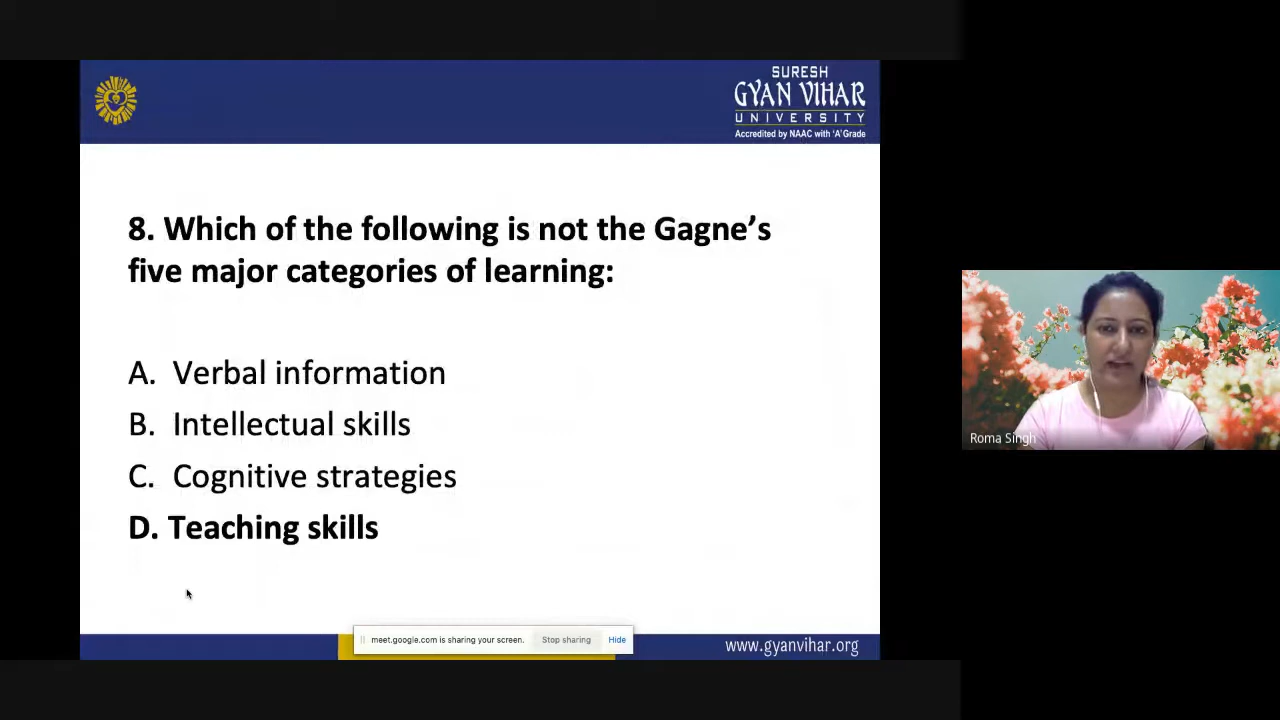 SURESH
GYAN VIHAR
UNIVERSITY
Accredited by NAAC with 'A' Grade
8. Which of the following is not the Gagne's
five major categories of learning:
A. Verbal information
B. Intellectual skills
C. Cognitive strategies
D. Teaching skills
Roma Singh
meet.google.com is sharing your screen. Stop sharing Hide
www.gyanvihar.org